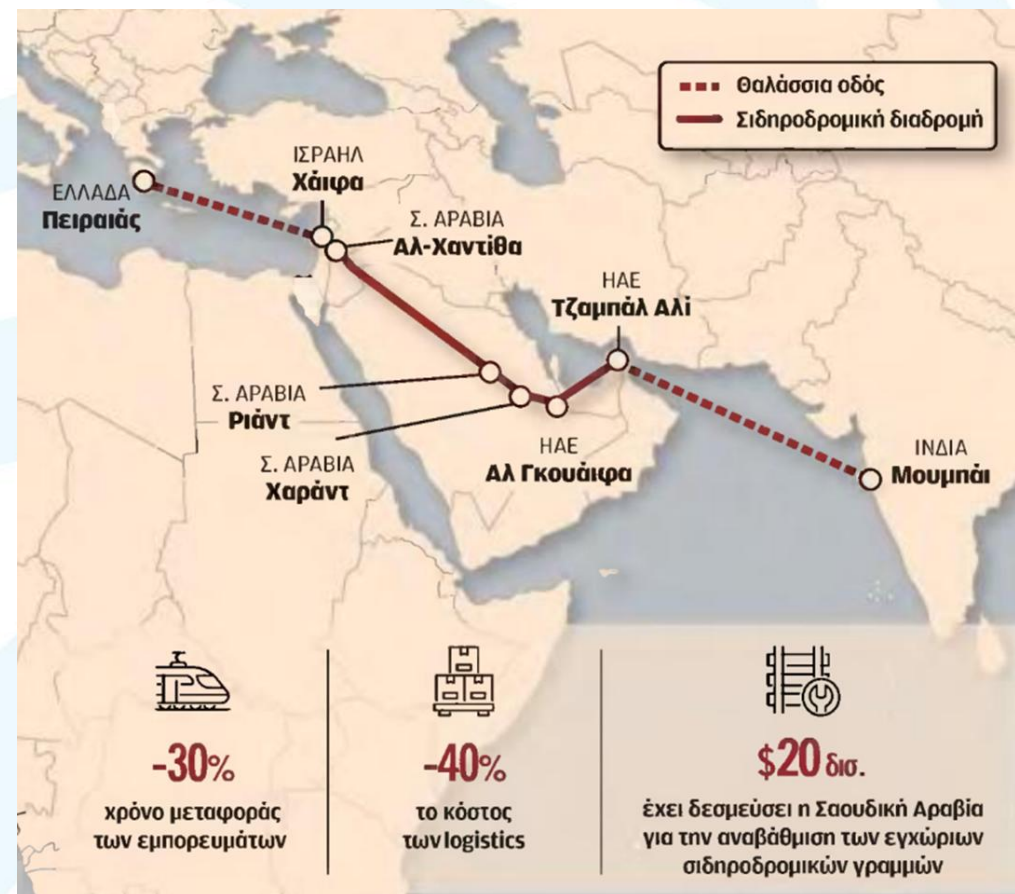 Θαλάσσια οδός
Σιδηροδρομική διαδρομή
ΙΣΡΑΗΛ
Χάιφα
ΕΛΛΑΔΑ
Πειραιάς
Σ. ΑΡΑΒΙΑ
Αλ-Χαντίθα
ΗΑΕ
Τζαμπάλ Αλί
Σ. ΑΡΑΒΙΑ
Ριάντ
Σ. ΑΡΑΒΙΑ
Χαράντ
ΗΑΕ
Αλ Γκουάιφα
ΙΝΔΙΑ
Μουμπάι
-30%
χρόνο μεταφοράς
των εμπορευμάτων
-40%
το κόστος
των logistics
$20 δισ.
έχει δεσμεύσει η Σαουδική Αραβία
για την αναβάθμιση των εγχώριων
σιδηροδρομικών γραμμών